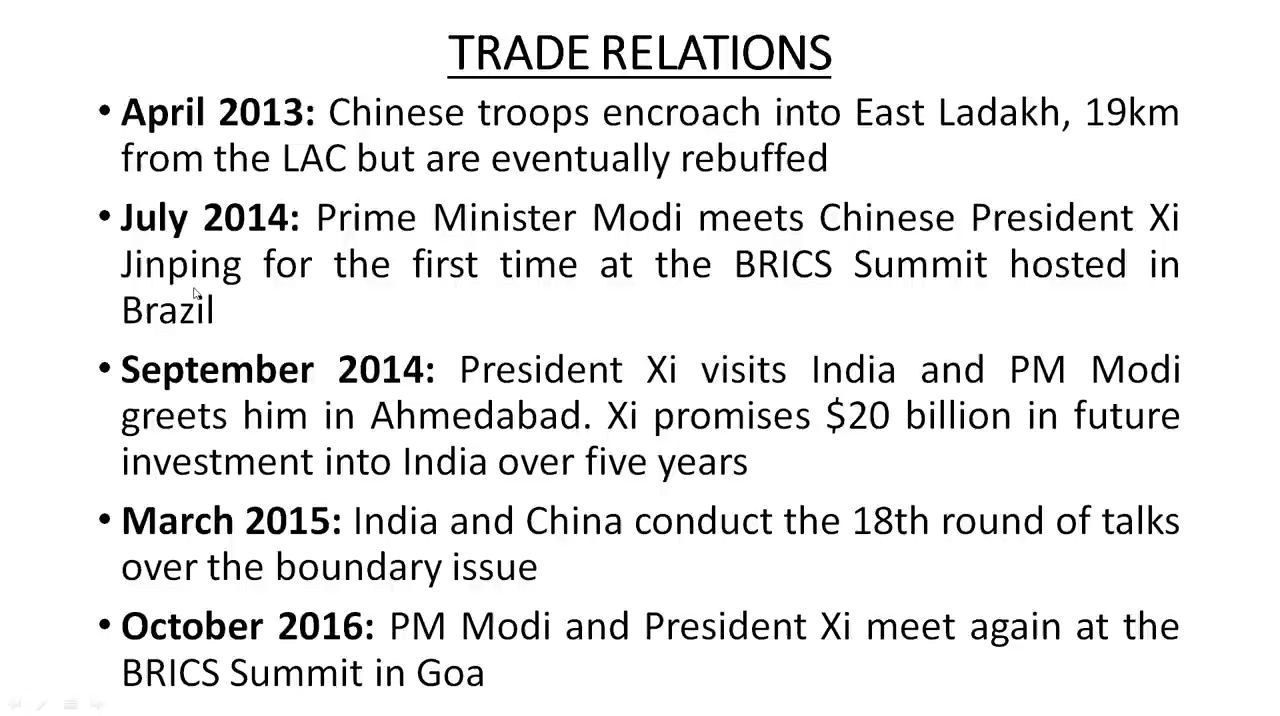 TRADE RELATIONS
• April 2013: Chinese troops encroach into East Ladakh, 19km
from the LAC but are eventually rebuffed
• July 2014: Prime Minister Modi meets Chinese President Xi
Jinping for the first time at the BRICS Summit hosted in
Brazil
• September 2014: President Xi visits India and PM Modi
greets him in Ahmedabad. Xi promises $20 billion in future
investment into India over five years
• March 2015: India and China conduct the 18th round of talks
over the boundary issue
• October 2016: PM Modi and President Xi meet again at the
BRICS Summit in Goa